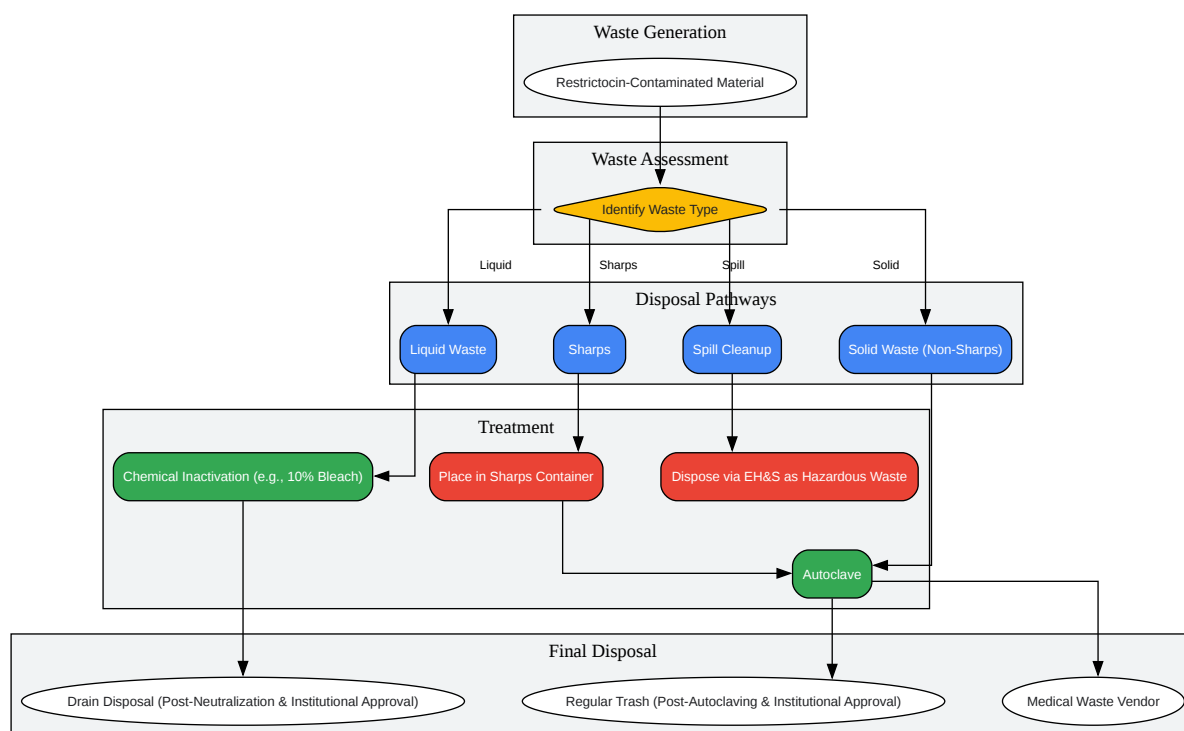 Waste Generation
Restrictocin-Contaminated Material
Waste Assessment
Identify Waste Type
Liquid
Sharps
Spill
Solid
Disposal Pathways
Liquid Waste
Sharps
Spill Cleanup
Solid Waste (Non-Sharps)
Treatment
Chemical Inactivation (e.g., 10% Bleach)
Place in Sharps Container
Dispose via EH&S as Hazardous Waste
Autoclave
Final Disposal
Drain Disposal (Post-Neutralization & Institutional Approval)
Regular Trash (Post-Autoclaving & Institutional Approval)
Medical Waste Vendor